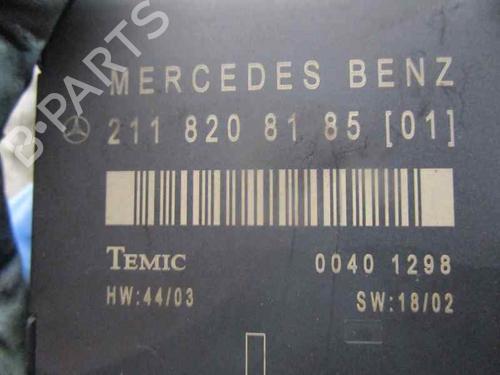 B-PARTS
MERCEDES BENZ
211 820 81 85 [01]
TEMIC 0040 1298
HW:44/03 SW:18/02